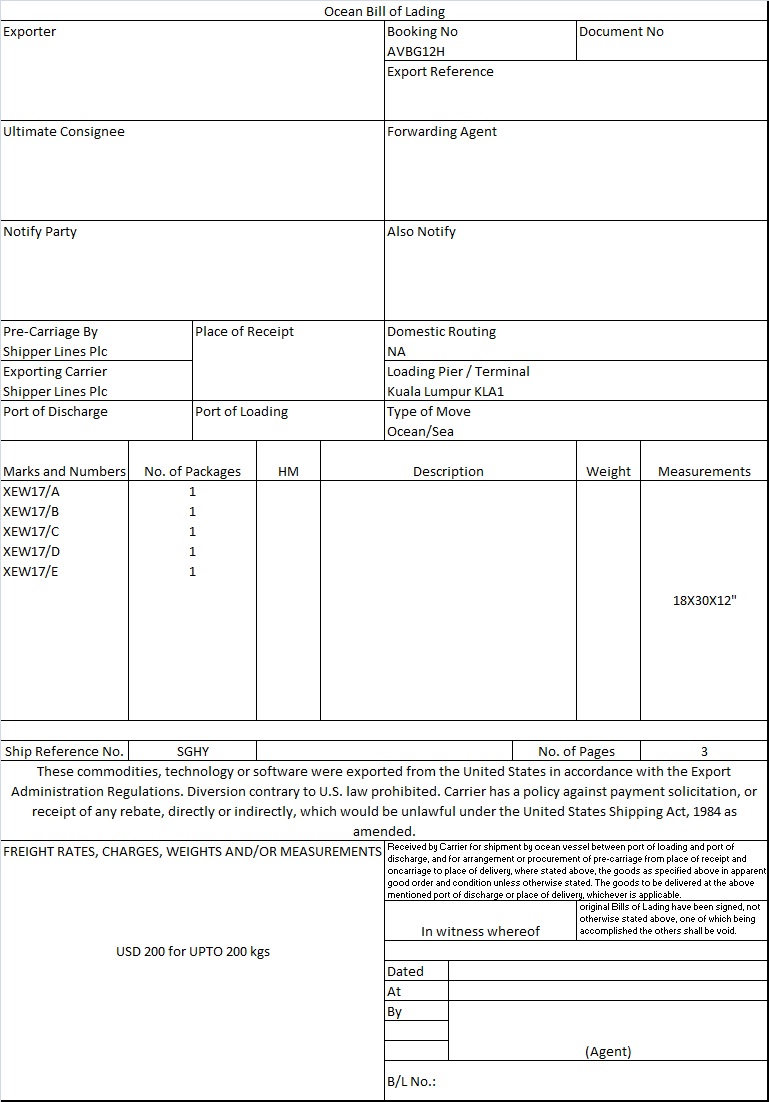 Ocean Bill of Lading
Exporter
Booking No
Document No
AVBG12H
Export Reference
Ultimate Consignee
Forwarding Agent
Notify Party
Also Notify
Pre-Carriage By
Place of Receipt
Domestic Routing
Shipper Lines Plc
NA
Exporting Carrier
Loading Pier / Terminal
Shipper Lines Plc
Kuala Lumpur KLA1
Port of Discharge
Port of Loading
Type of Move
Ocean/Sea
Marks and Numbers
No. of Packages
HM
Description
Weight
Measurements
XEW17/A 1
XEW17/B 1
XEW17/C 1
XEW17/D 1
XEW17/E 1
18X30X12"
Ship Reference No.
SGHY
No. of Pages
3
These commodities, technology or software were exported from the United States in accordance with the Export
Administration Regulations. Diversion contrary to U.S. law prohibited. Carrier has a policy against payment solicitation, or
receipt of any rebate, directly or indirectly, which would be unlawful under the United States Shipping Act, 1984 as
amended.
FREIGHT RATES, CHARGES, WEIGHTS AND/OR MEASUREMENTS
USD 200 for UPTO 200 kgs
Received by Carrier for shipment by ocean vessel between port of loading and port of
discharge, and for arrangement or procurement of pre-carriage from place of receipt and
oncarriage to place of delivery, where stated above, the goods as specified above in apparent
good order and condition unless otherwise stated. The goods to be delivered at the above
mentioned port of discharge or place of delivery, whichever is applicable.
In witness whereof
original Bills of Lading have been signed, not
otherwise stated above, one of which being
accomplished the others shall be void.
Dated
At
By
(Agent)
B/L No.: